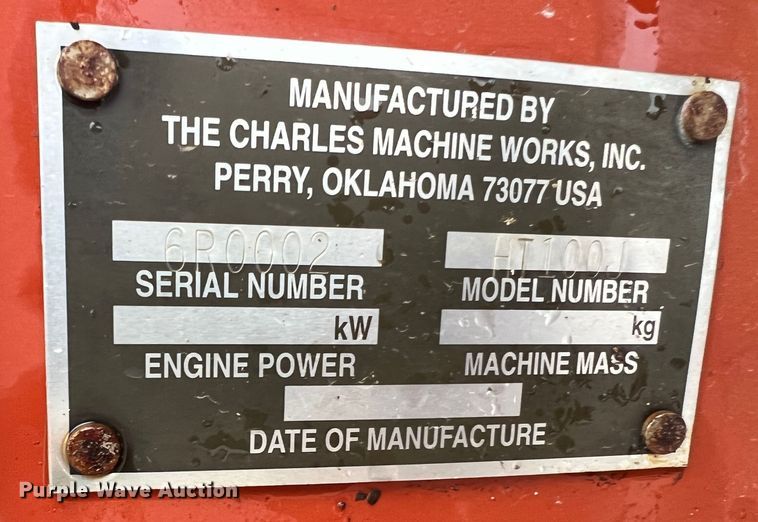 MANUFACTURED BY
THE CHARLES MACHINE WORKS, INC.
PERRY, OKLAHOMA 73077 USA
6R0002 HT100J
SERIAL NUMBER MODEL NUMBER
kW kg
ENGINE POWER MACHINE MASS
DATE OF MANUFACTURE
Purple Wave Auction